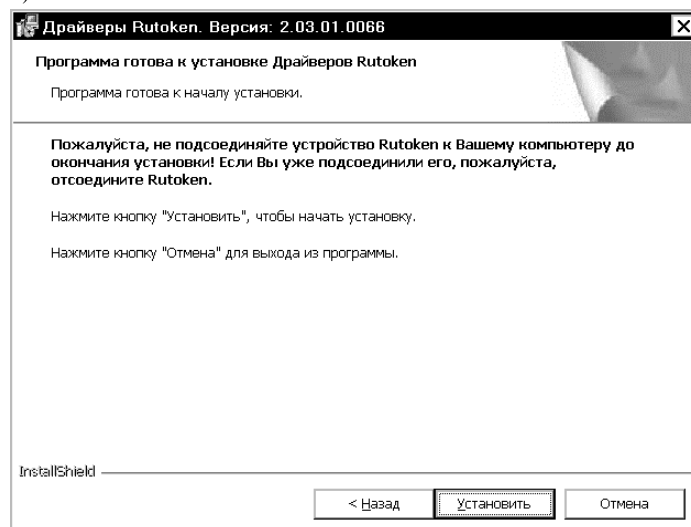 Драйверы Rutoken. Версия: 2.03.01.0066
Программа готова к установке Драйверов Rutoken
Программа готова к началу установки.
Пожалуйста, не подсоединяйте устройство Rutoken к Вашему компьютеру до
окончания установки! Если Вы уже подсоединили его, пожалуйста,
отсоедините Rutoken.
Нажмите кнопку "Установить", чтобы начать установку.
Нажмите кнопку "Отмена" для выхода из программы.
InstallShield
< Назад Установить Отмена